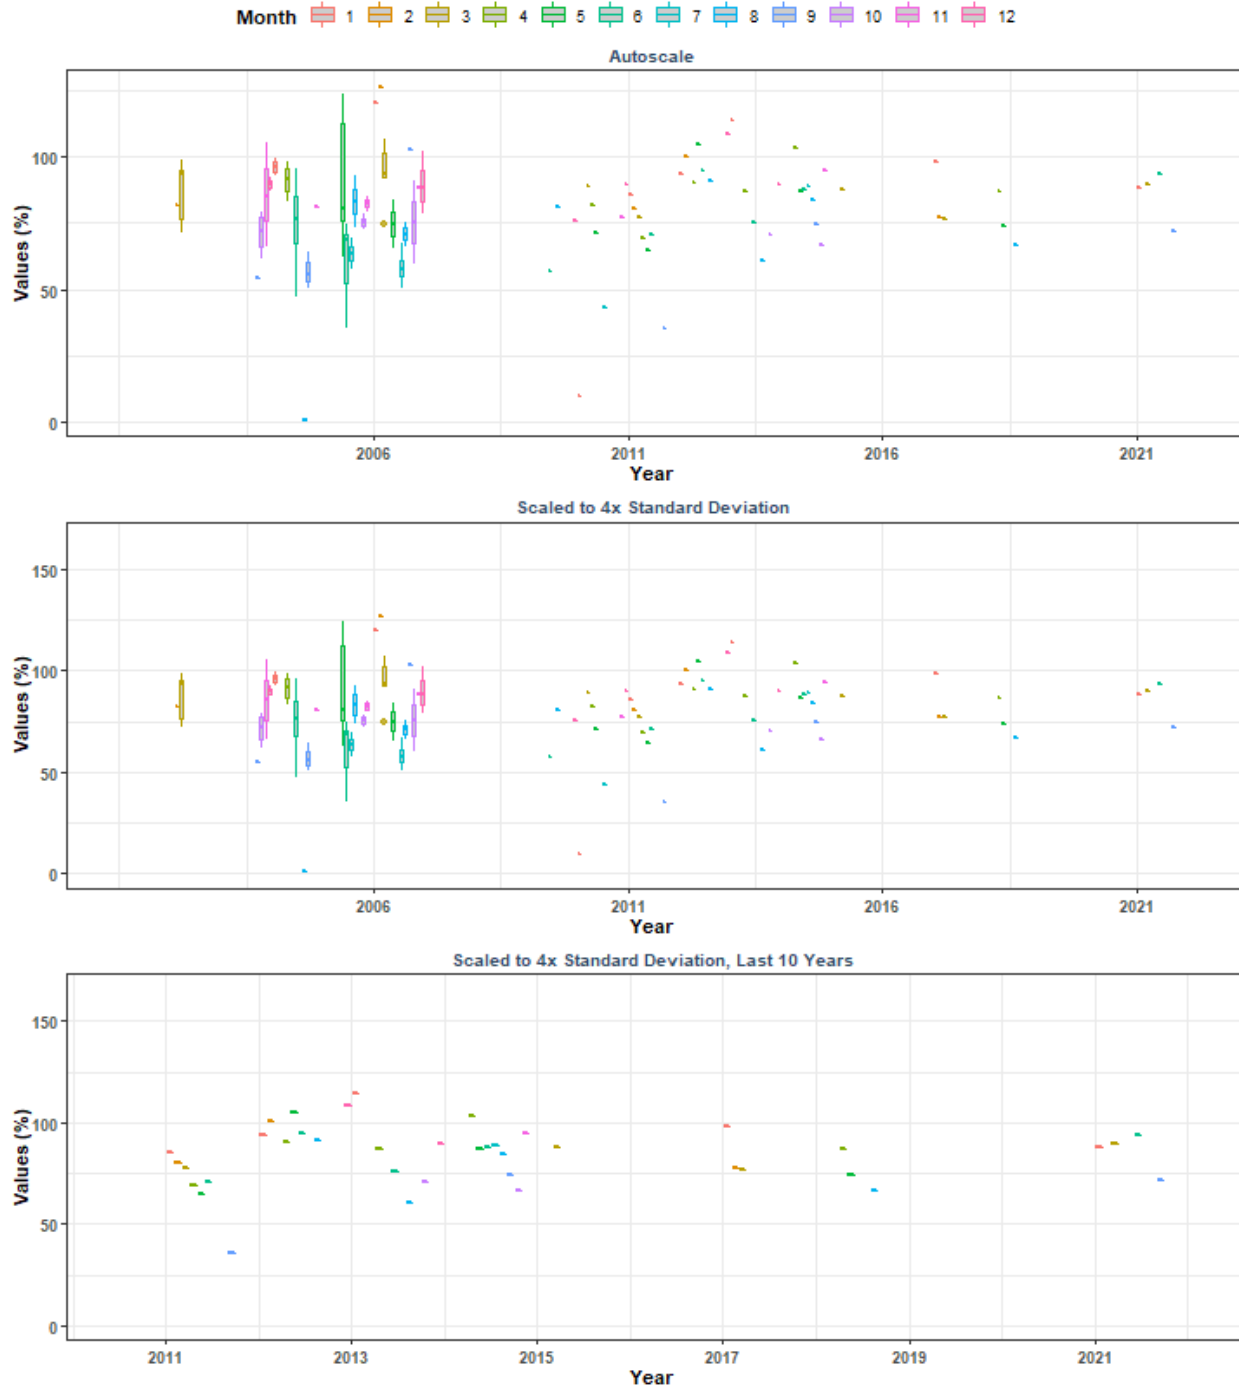 Month 1 2 3 4 5 6 7 8 9 10 11 12
Autoscale
Values (%)
100
50
0
2006 2011 2016 2021
Year
Scaled to 4x Standard Deviation
Values (%)
150
100
50
0
2006 2011 2016 2021
Year
Scaled to 4x Standard Deviation, Last 10 Years
Values (%)
150
100
50
0
2011 2013 2015 2017 2019 2021
Year